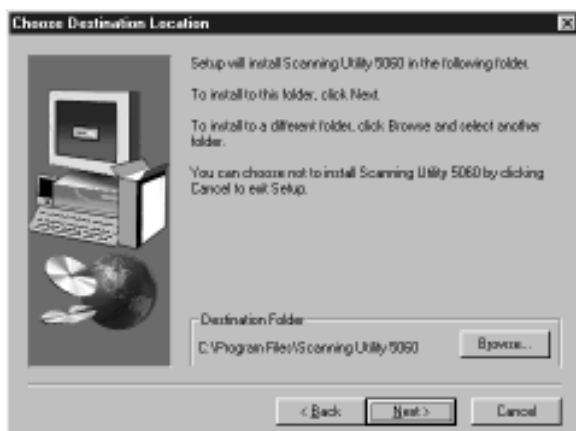 Choose Destination Location
Setup will install Scanning Utility 5060 in the following folder.
To install to this folder, click Next.
To install to a different folder, click Browse and select another
folder.
You can choose not to install Scanning Utility 5060 by clicking
Cancel to exit Setup.
Destination Folder
C:\Program Files\Scanning Utility 5060
Browse...
< Back
Next >
Cancel